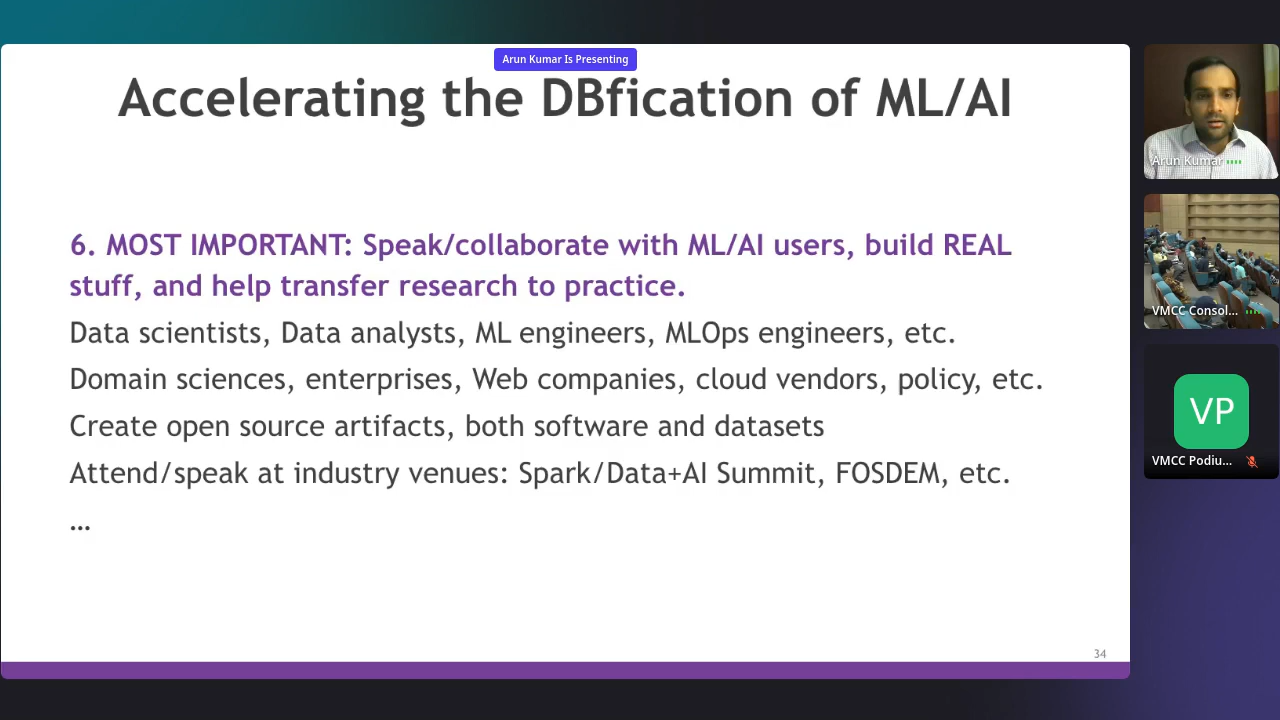 Arun Kumar Is Presenting
Accelerating the DBfication of ML/AI
6. MOST IMPORTANT: Speak/collaborate with ML/AI users, build REAL
stuff, and help transfer research to practice.
Data scientists, Data analysts, ML engineers, MLOps engineers, etc.
Domain sciences, enterprises, Web companies, cloud vendors, policy, etc.
Create open source artifacts, both software and datasets
Attend/speak at industry venues: Spark/Data+AI Summit, FOSDEM, etc.
...
34
Arun Kumar
VMCC Consol...
VP
VMCC Podiu...